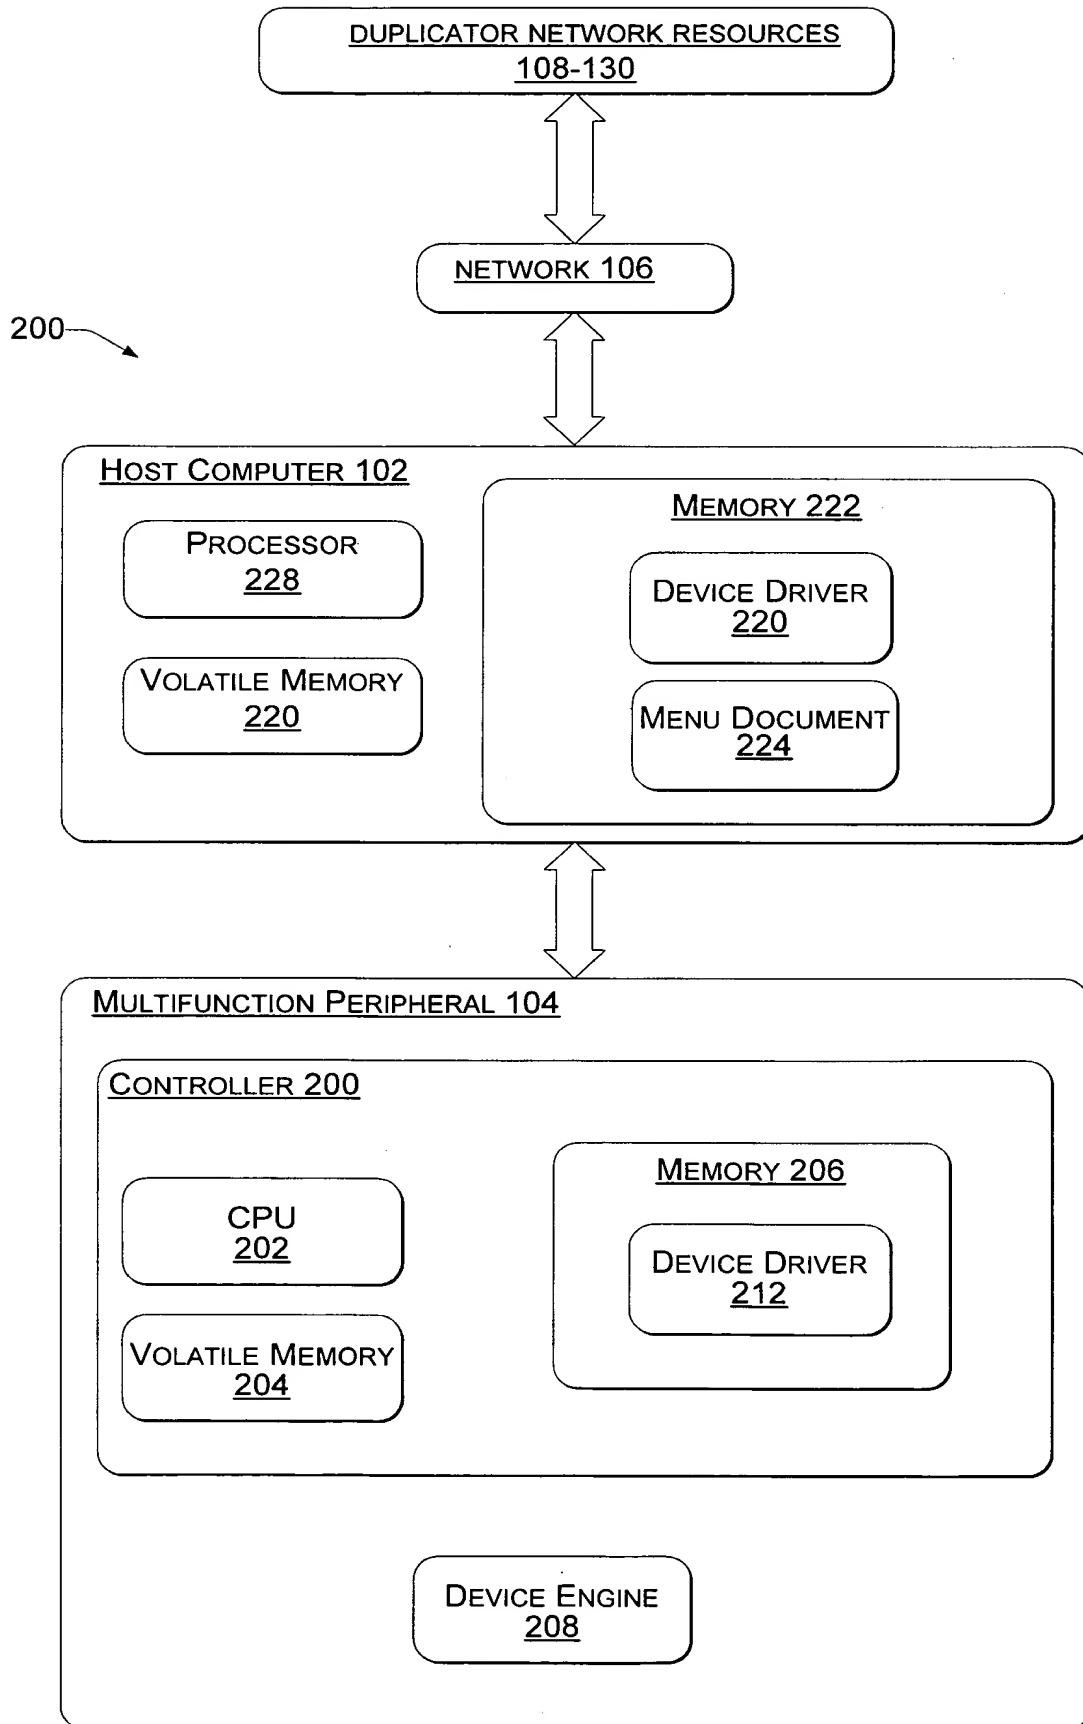 DUPLICATOR NETWORK RESOURCES
108-130
NETWORK 106
200
HOST COMPUTER 102
PROCESSOR
228
VOLATILE MEMORY
220
MEMORY 222
DEVICE DRIVER
220
MENU DOCUMENT
224
MULTIFUNCTION PERIPHERAL 104
CONTROLLER 200
CPU
202
VOLATILE MEMORY
204
MEMORY 206
DEVICE DRIVER
212
DEVICE ENGINE
208